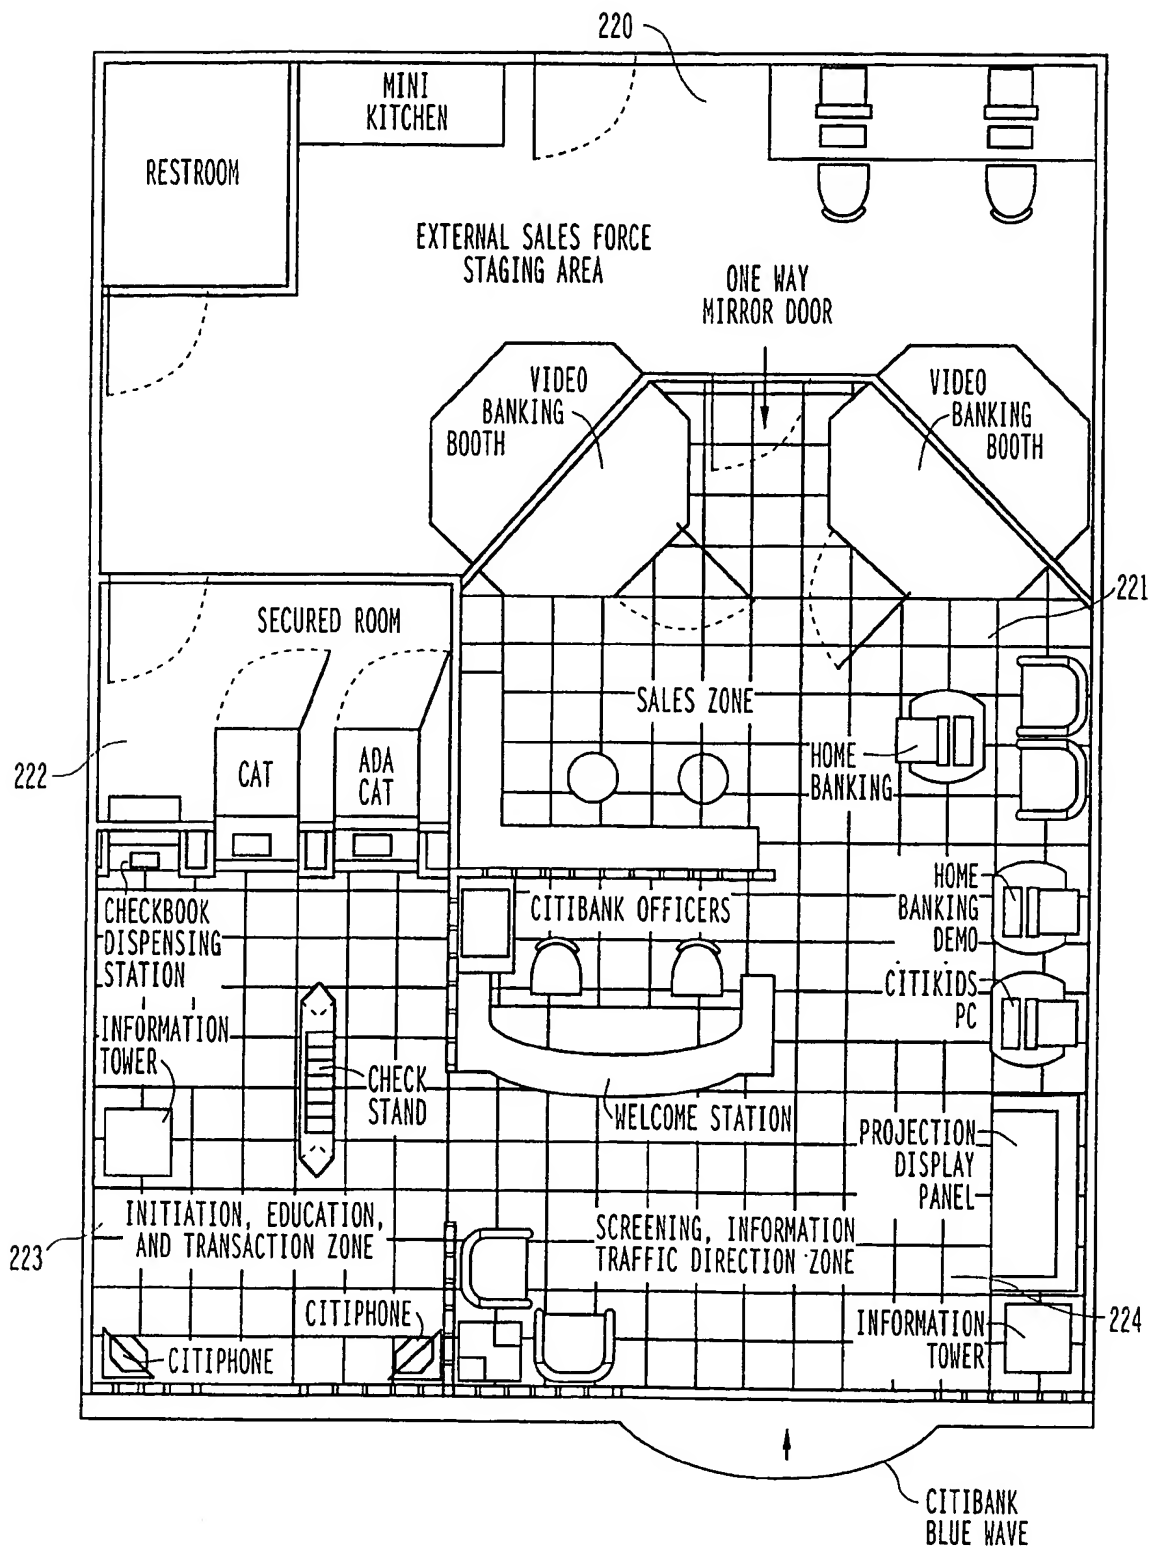 220
MINI
KITCHEN
RESTROOM
EXTERNAL SALES FORCE
STAGING AREA
ONE WAY
MIRROR DOOR
VIDEO
BANKING
BOOTH
VIDEO
BANKING
BOOTH
221
SECURED ROOM
SALES ZONE
222
CAT
ADA
CAT
HOME
BANKING
CHECKBOOK
DISPENSING
STATION
CITIBANK OFFICERS
HOME
BANKING
DEMO
CITIKIDS
PC
INFORMATION
TOWER
CHECK
STAND
WELCOME STATION
PROJECTION
DISPLAY
PANEL
223
INITIATION, EDUCATION,
AND TRANSACTION ZONE
SCREENING, INFORMATION
TRAFFIC DIRECTION ZONE
224
CITIPHONE
CITIPHONE
INFORMATION
TOWER
CITIBANK
BLUE WAVE